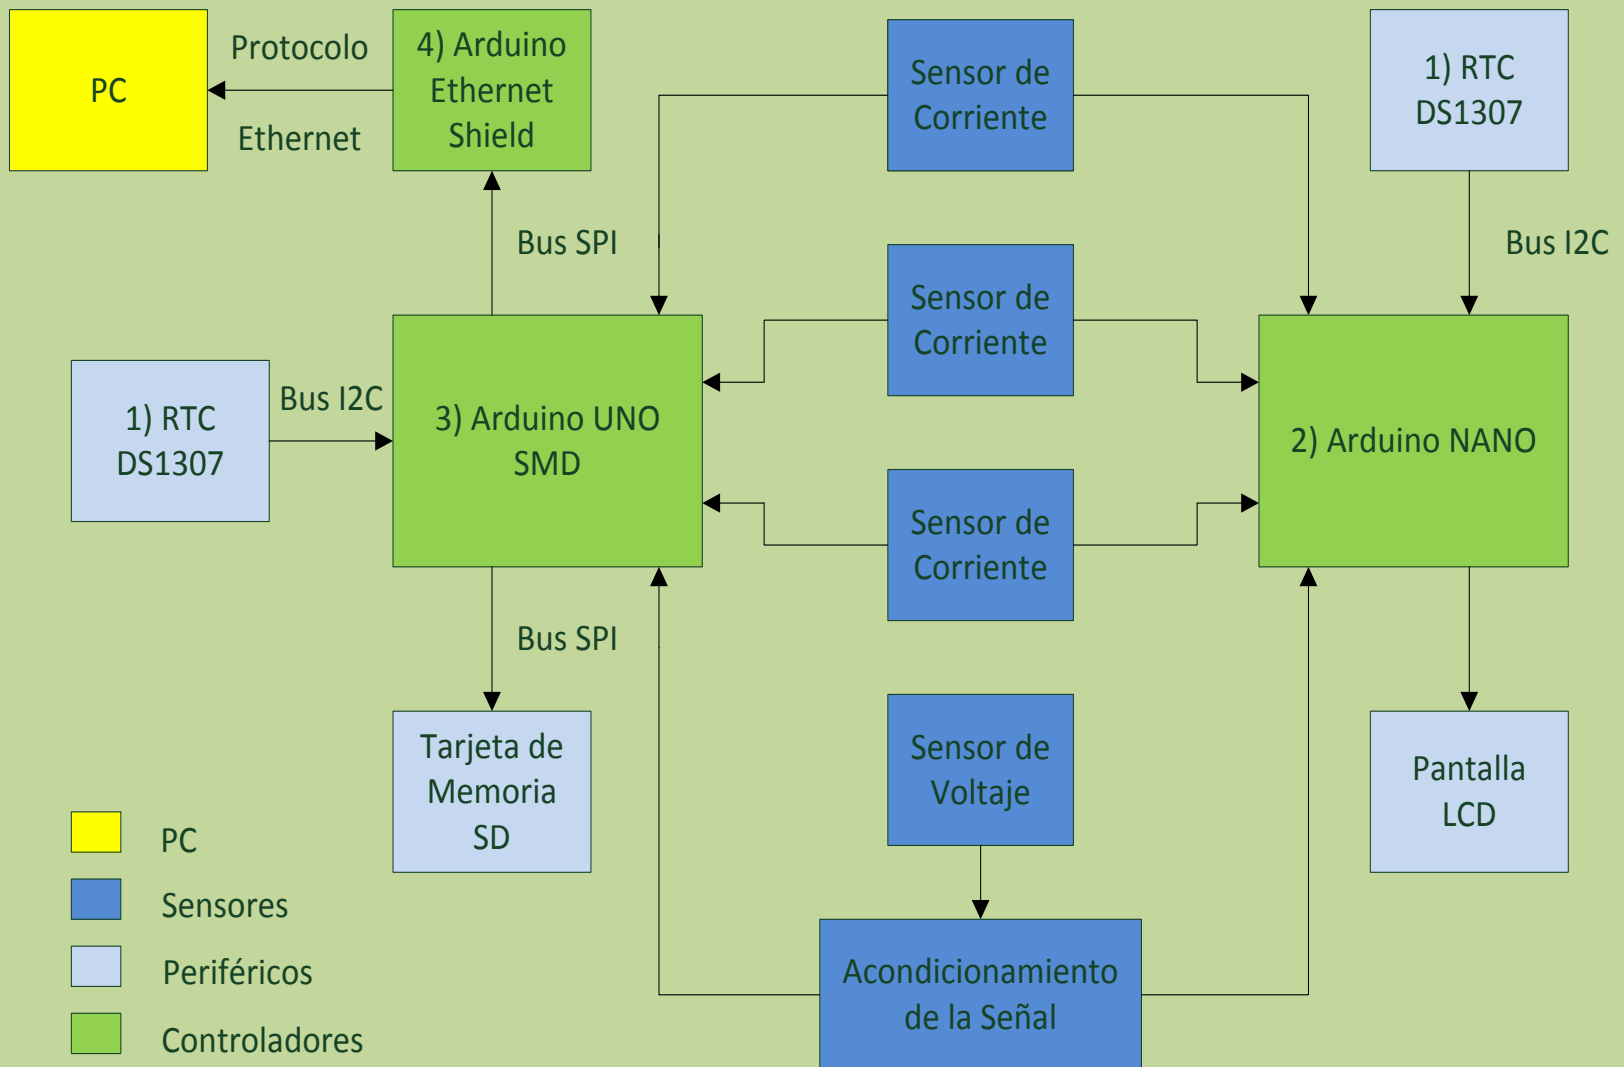 PC
Protocolo
Ethernet
4) Arduino
Ethernet
Shield
Sensor de
Corriente
1) RTC
DS1307
Bus SPI
Bus I2C
Sensor de
Corriente
1) RTC
DS1307
Bus I2C
3) Arduino UNO
SMD
2) Arduino NANO
Sensor de
Corriente
Bus SPI
Tarjeta de
Memoria
SD
Sensor de
Voltaje
Pantalla
LCD
Acondicionamiento
de la Señal
PC
Sensores
Periféricos
Controladores